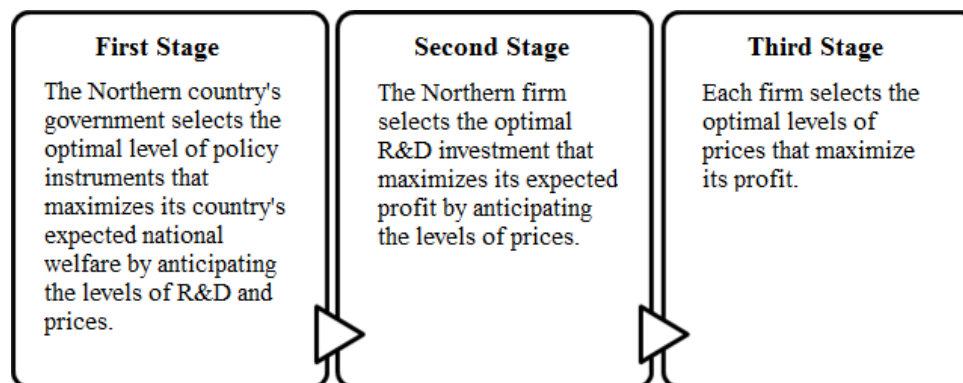 First Stage
The Northern country's
government selects the
optimal level of policy
instruments that
maximizes its country's
expected national
welfare by anticipating
the levels of R&D and
prices.
Second Stage
The Northern firm
selects the optimal
R&D investment that
maximizes its expected
profit by anticipating
the levels of prices.
Third Stage
Each firm selects the
optimal levels of
prices that maximize
its profit.